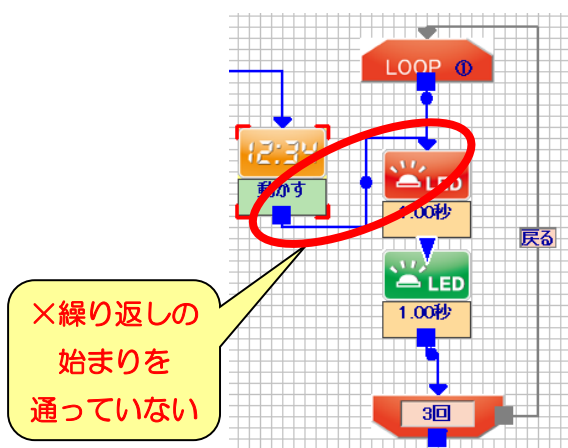 LOOP ①
12:34
動かす
LED
1.00秒
戻る
LED
1.00秒
3回
×繰り返しの
始まりを
通っていない